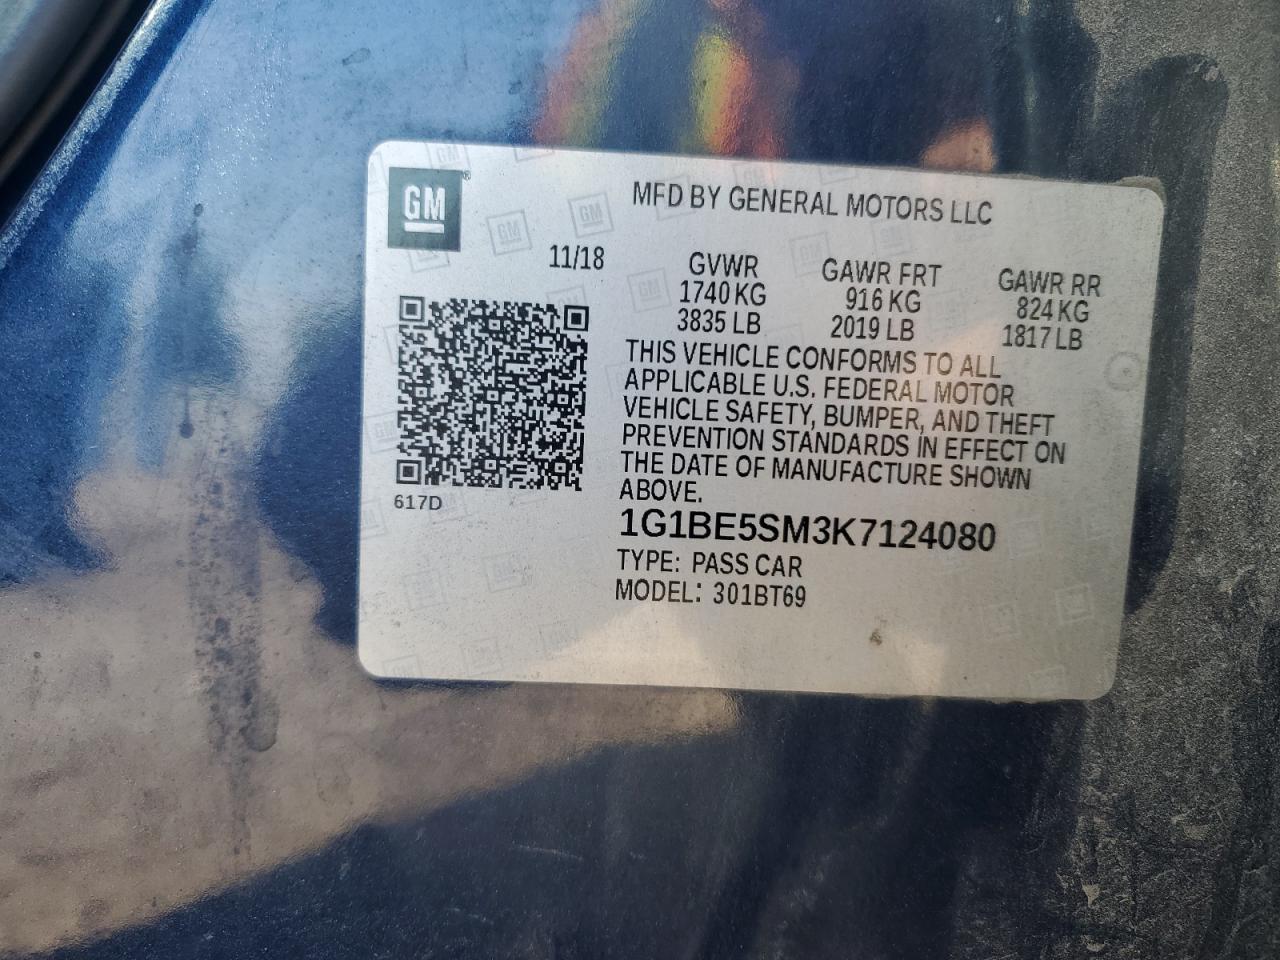 GM ®
MFD BY GENERAL MOTORS LLC
11/18 GVWR GAWR FRT GAWR RR
1740 KG 916 KG 824 KG
3835 LB 2019 LB 1817 LB
THIS VEHICLE CONFORMS TO ALL
APPLICABLE U.S. FEDERAL MOTOR
VEHICLE SAFETY, BUMPER, AND THEFT
PREVENTION STANDARDS IN EFFECT ON
THE DATE OF MANUFACTURE SHOWN
ABOVE.
617D
1G1BE5SM3K7124080
TYPE: PASS CAR
MODEL: 301BT69